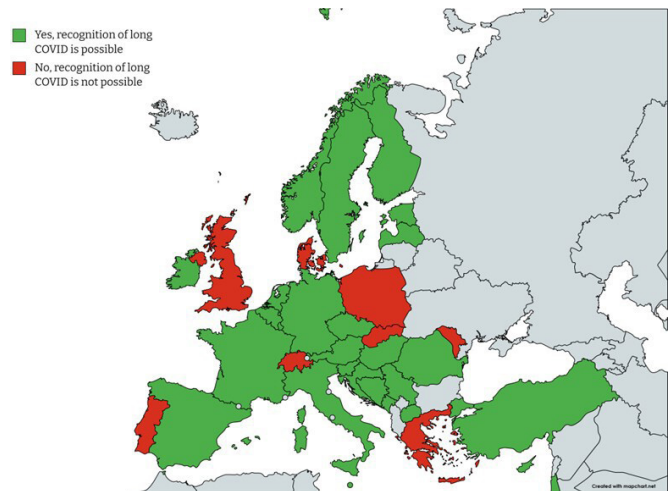 Yes, recognition of long
COVID is possible
No, recognition of long
COVID is not possible
Created with mapchart.net